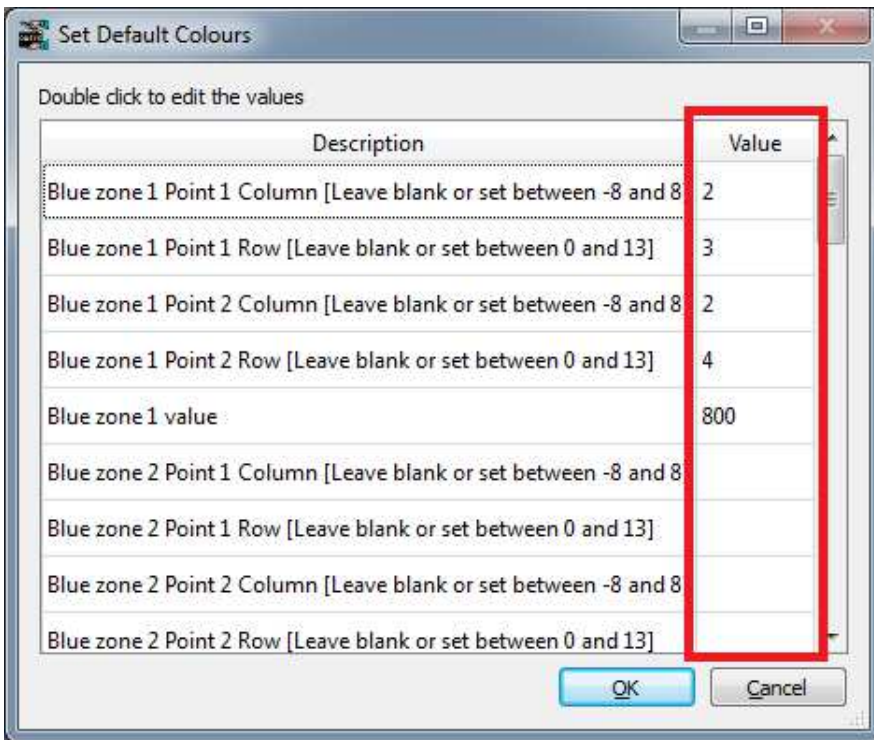 Set Default Colours
Double click to edit the values
Description Value
Blue zone 1 Point 1 Column [Leave blank or set between -8 and 8 2
Blue zone 1 Point 1 Row [Leave blank or set between 0 and 13] 3
Blue zone 1 Point 2 Column [Leave blank or set between -8 and 8 2
Blue zone 1 Point 2 Row [Leave blank or set between 0 and 13] 4
Blue zone 1 value 800
Blue zone 2 Point 1 Column [Leave blank or set between -8 and 8
Blue zone 2 Point 1 Row [Leave blank or set between 0 and 13]
Blue zone 2 Point 2 Column [Leave blank or set between -8 and 8
Blue zone 2 Point 2 Row [Leave blank or set between 0 and 13]
OK Cancel